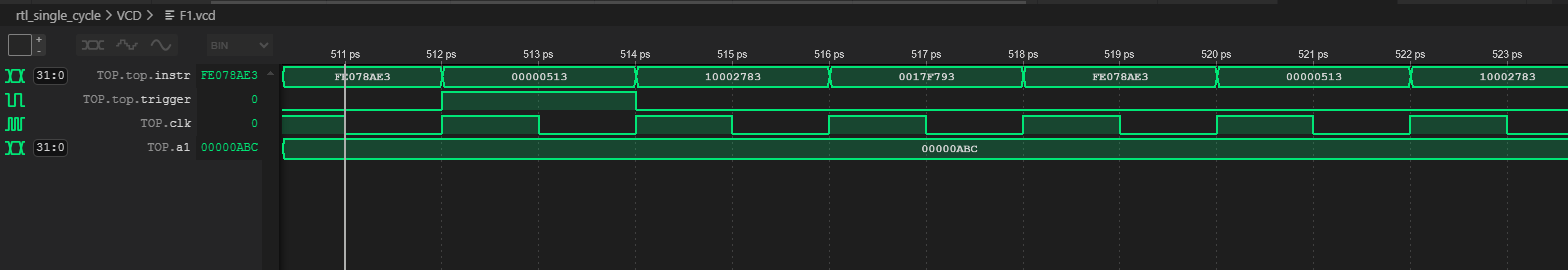 rtl_single_cycle > VCD > F1.vcd
+
-
BIN
511 ps 512 ps 513 ps 514 ps 515 ps 516 ps 517 ps 518 ps 519 ps 520 ps 521 ps 522 ps 523 ps
31:0 TOP.top.instr FE078AE3 FE078AE3 00000513 10002783 0017F793 FE078AE3 00000513 10002783
TOP.top.trigger 0
TOP.clk 0
31:0 TOP.a1 00000ABC 00000ABC